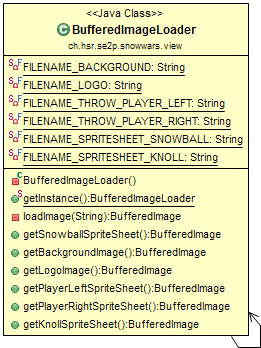 <<Java Class>>
BufferedImageLoader
ch.hsr.se2p.snowwars.view
FILENAME_BACKGROUND: String
FILENAME_LOGO: String
FILENAME_THROW_PLAYER_LEFT: String
FILENAME_THROW_PLAYER_RIGHT: String
FILENAME_SPRITESHEET_SNOWBALL: String
FILENAME_SPRITESHEET_KNOLL: String
BufferedImageLoader()
getInstance():BufferedImageLoader
loadImage(String):BufferedImage
getSnowballSpriteSheet():BufferedImage
getBackgroundImage():BufferedImage
getLogoImage():BufferedImage
getPlayerLeftSpriteSheet():BufferedImage
getPlayerRightSpriteSheet():BufferedImage
getKnollSpriteSheet():BufferedImage